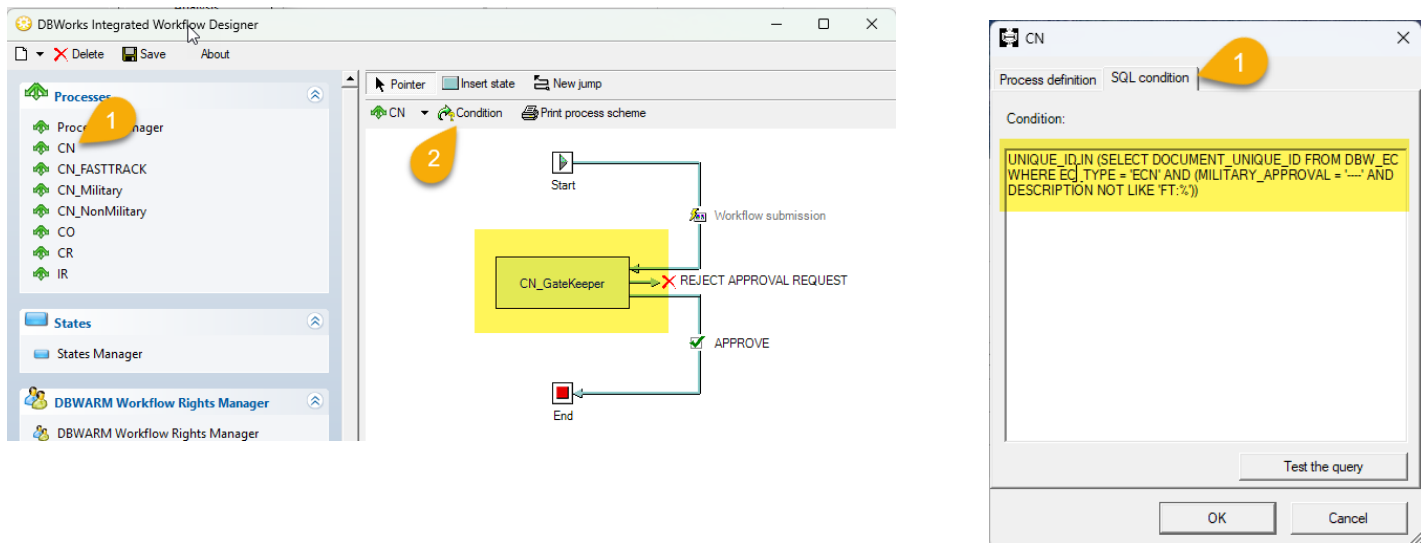 DBWorks Integrated Workflow Designer
Delete Save About
Processes
1
CN
CN_FASTTRACK
CN_Military
CN_NonMilitary
CO
CR
IR
States
States Manager
DBWARM Workflow Rights Manager
DBWARM Workflow Rights Manager
Pointer Insert state New jump
CN Condition Print process scheme
2
Start
Workflow submission
CN_GateKeeper
REJECT APPROVAL REQUEST
APPROVE
End
CN
Process definition SQL condition
1
Condition:
UNIQUE_ID IN (SELECT DOCUMENT_UNIQUE_ID FROM DBW_EC
WHERE EC_TYPE = 'ECN' AND (MILITARY_APPROVAL = '----' AND
DESCRIPTION NOT LIKE 'FT:%'))
Test the query
OK Cancel